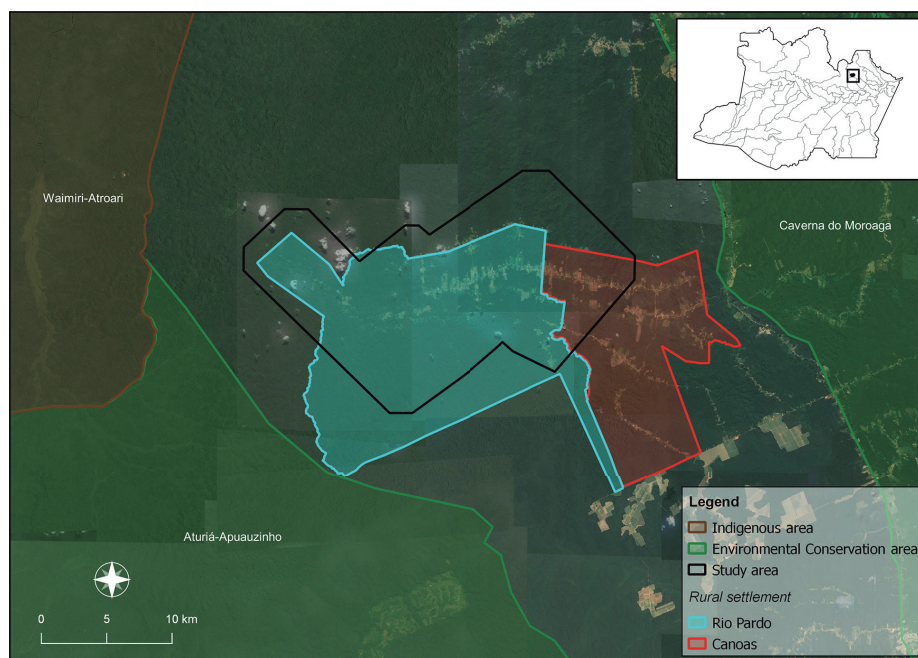 Waimiri-Atroari
Caverna do Moroaga
Aturiá-Apuauzinho
0 5 10 km
Legend
Indigenous area
Environmental Conservation area
Study area
Rural settlement
Rio Pardo
Canoas